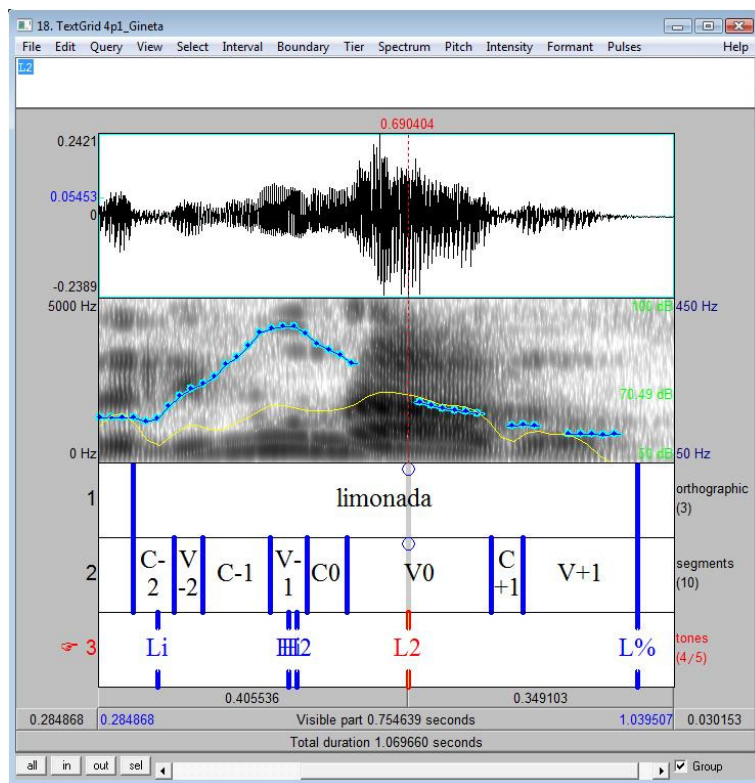 18. TextGrid 4p1_Gineta
File Edit Query View Select Interval Boundary Tier Spectrum Pitch Intensity Formant Pulses Help
L2
0.690404
0.2421
0.05453
0
-0.2389
5000 Hz
100 dB 450 Hz
70.49 dB
0 Hz
50 dB 50 Hz
1 limonada orthographic (3)
2 C-2 V-2 C-1 V-1 C0 V0 C+1 V+1 segments (10)
3 Li L2 L% tones (4/5)
0.405536 0.349103
0.284868 0.284868 Visible part 0.754639 seconds 1.039507 0.030153
Total duration 1.069660 seconds
all in out sel Group